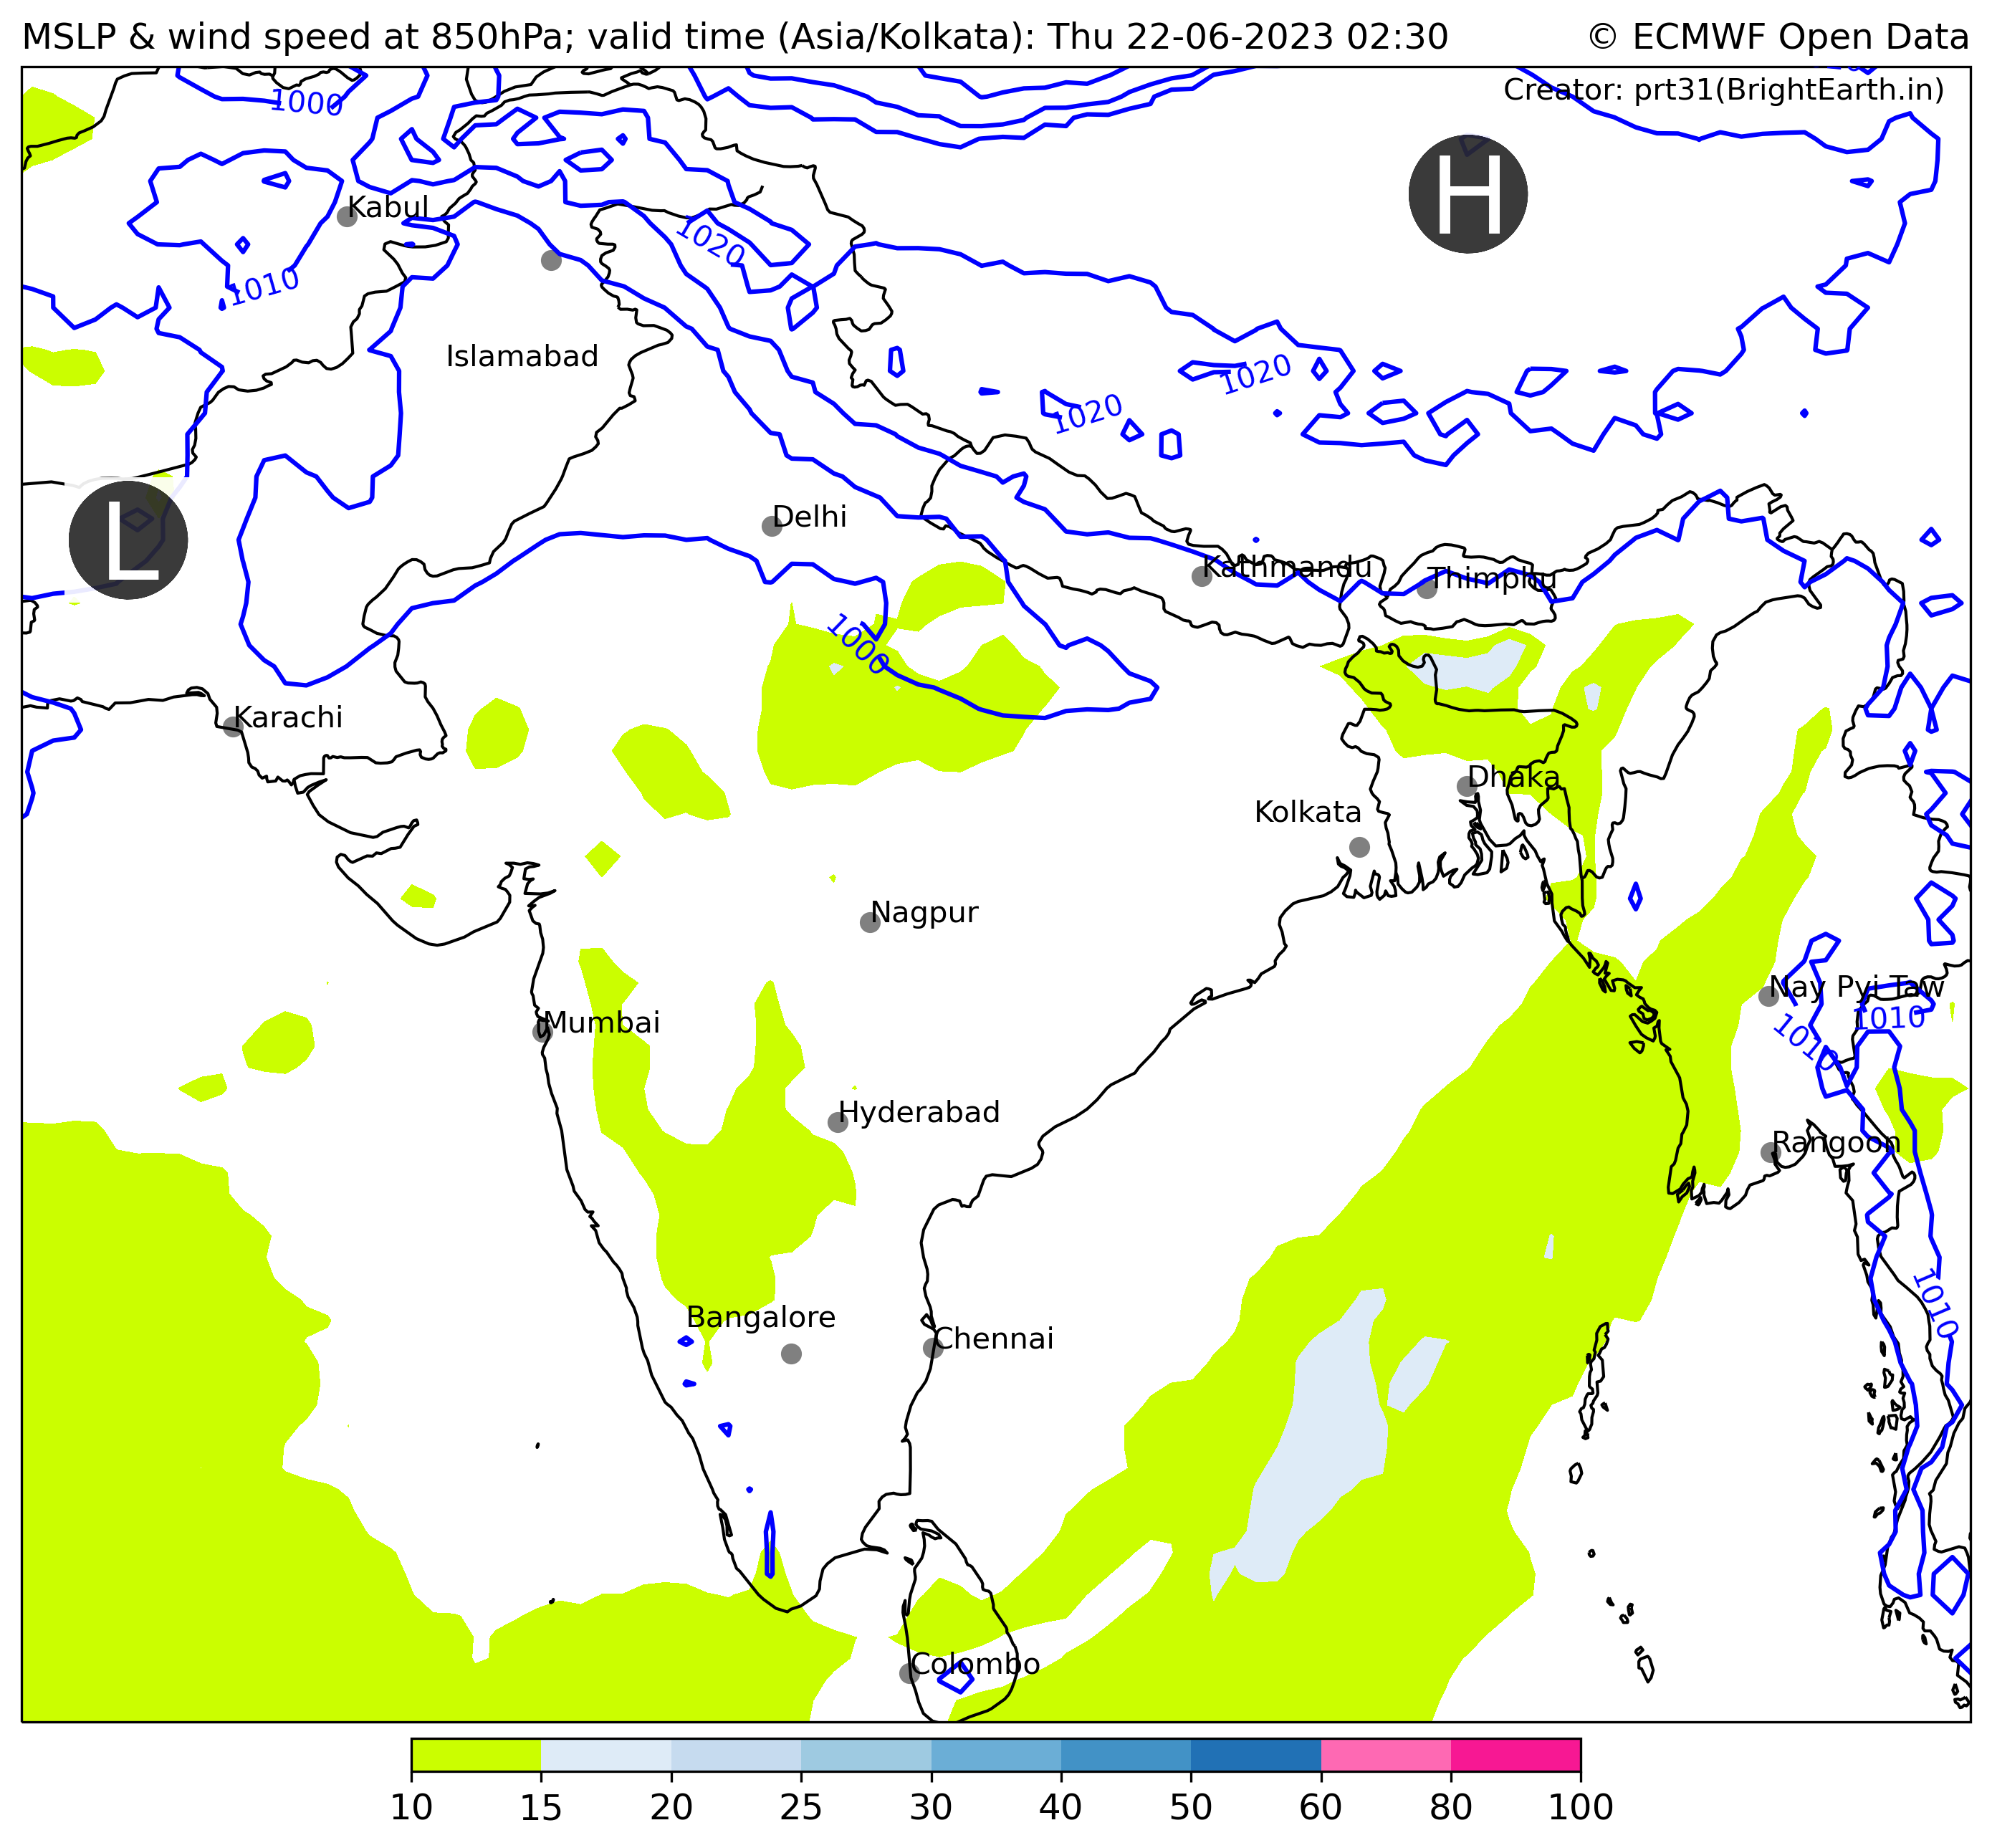 MSLP & wind speed at 850hPa; valid time (Asia/Kolkata): Thu 22-06-2023 02:30
© ECMWF Open Data
Creator: prt31(BrightEarth.in)
1000
H
Kabul
1020
1010
Islamabad
1020
1020
L
Delhi
Kathmandu
Thimphu
1000
Karachi
Dhaka
Kolkata
Nagpur
Nay Pyi Taw
1010
1010
Mumbai
Hyderabad
Rangoon
1010
Bangalore
Chennai
Colombo
10 15 20 25 30 40 50 60 80 100